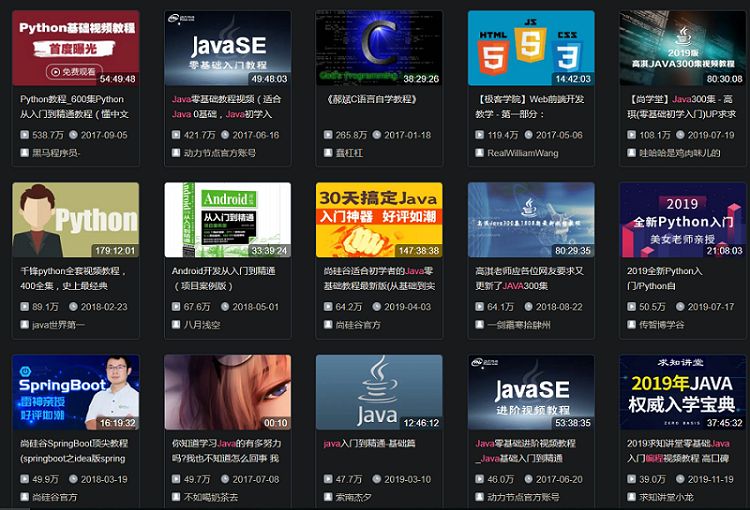 Python基础视频教程
首度曝光
免费观看
54:49:48
Python教程_600集Python
从入门到精通教程（懂中文
538.7万
2017-09-05
黑马程序员-
JavaSE
零基础入门教程
49:48:03
Java零基础教程视频（适合
Java 0基础，Java初学入
421.7万
2017-06-16
动力节点官方账号
C
God's Programming
38:29:26
《郝斌C语言自学教程》
265.8万
2017-01-18
蠢杠杠
HTML
JS
CSS
5
5
3
14:42:03
【极客学院】Web前端开发
教学 - 第一部分：
119.4万
2017-05-06
RealWilliamWang
2019版
高淇JAVA300集视频教程
80:30:08
【尚学堂】Java300集 - 高
琪(零基础初学入门)UP求求
108.1万
2019-07-19
哇哈哈是鸡肉味儿的
Python
179:12:01
千锋python全套视频教程，
400全集，史上最经典
89.1万
2018-02-23
java世界第一
Android
从入门到精通
33:39:24
Android开发从入门到精通
（项目案例版）
67.6万
2018-05-01
八月浅空
30天搞定Java
入门神器 好评如潮
147:38:38
尚硅谷适合初学者的Java零
基础教程最新版(从基础到实
64.2万
2019-04-03
尚硅谷官方
80:29:35
高淇老师应各位网友要求又
更新了JAVA300集
64.1万
2018-08-22
一剑霜寒拾肆州
2019
全新Python入门
美女老师亲授
21:08:03
2019全新Python入
门/Python自
50.5万
2019-07-17
传智博学谷
SpringBoot
雷神亲授
好评如潮
16:19:32
尚硅谷SpringBoot顶尖教程
(springboot之idea版spring
49.9万
2018-03-19
尚硅谷官方
00:10
你知道学习Java的有多努力
吗?我也不知道怎么回事 我
49.7万
2017-07-08
不如喝奶茶去
Java
12:46:12
java入门到精通-基础篇
47.7万
2019-03-10
索南杰夕
JavaSE
进阶视频教程
53:38:35
Java零基础进阶视频教程
_Java基础入门到精通
46.0万
2017-06-20
动力节点官方账号
求知讲堂
2019年JAVA
权威入学宝典
ZERO BASIS
37:45:32
2019求知讲堂零基础Java
入门编程视频教程 高口碑
39.0万
2019-11-19
求知讲堂小龙